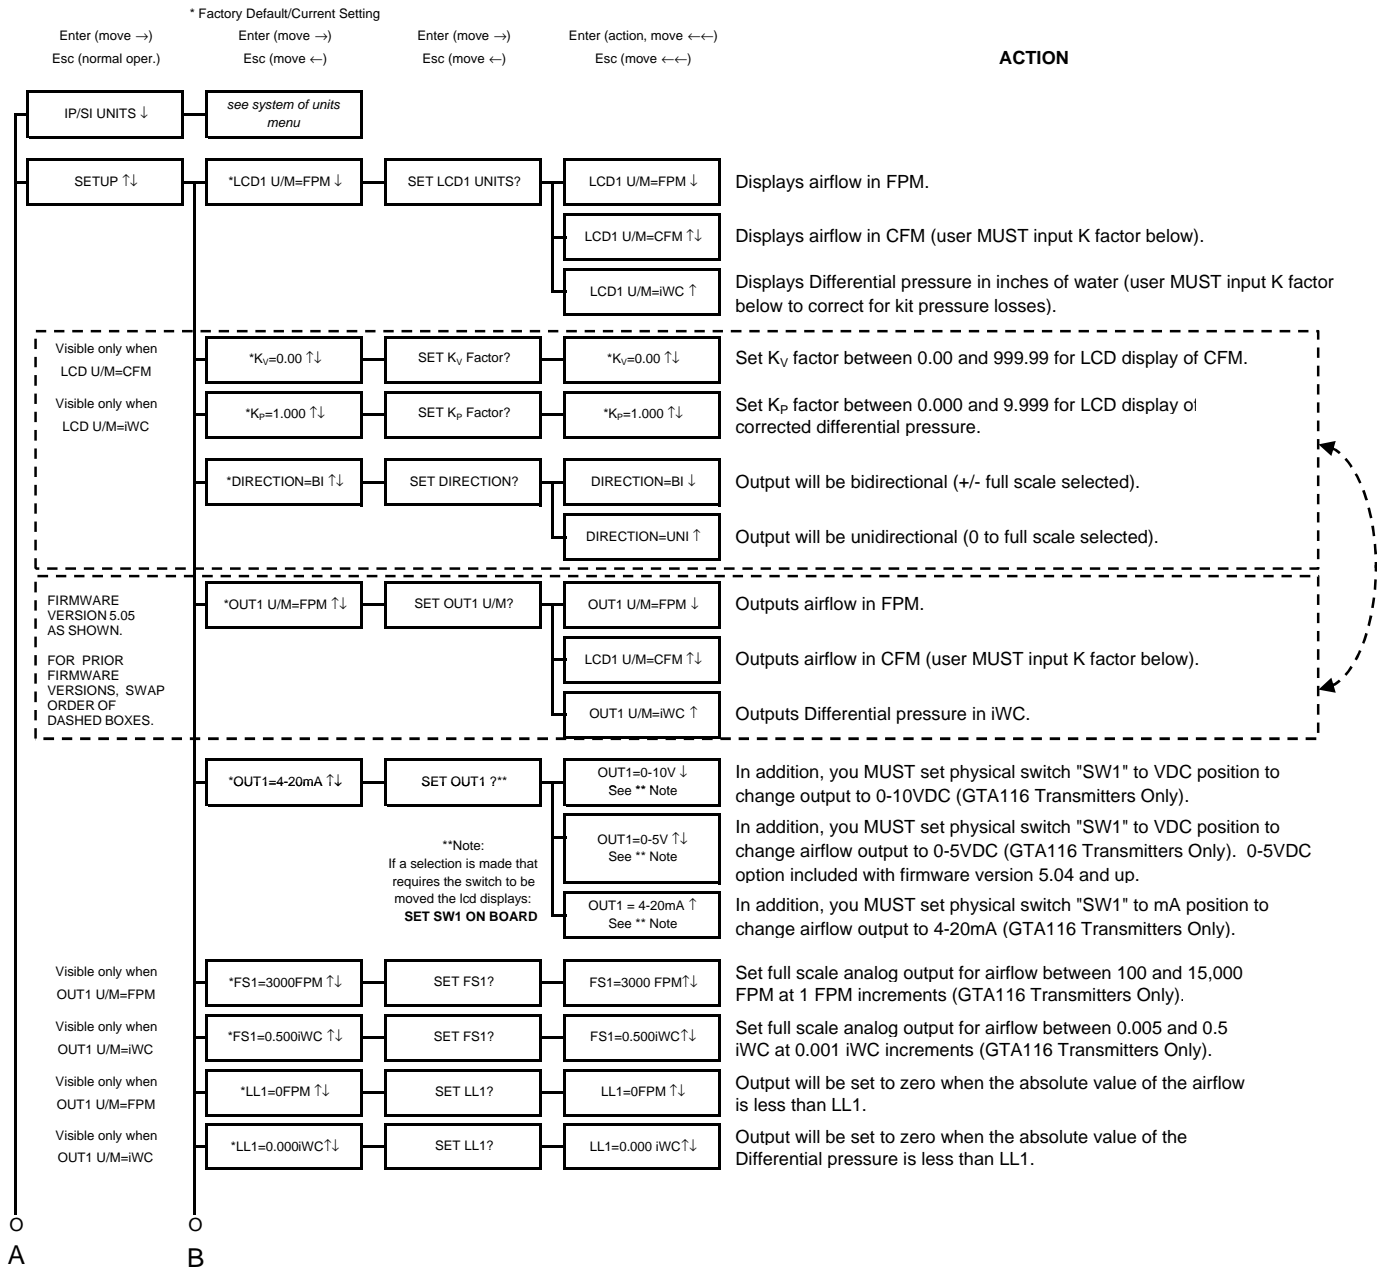 * Factory Default/Current Setting
Enter (move →) Enter (move →) Enter (move →) Enter (action, move ←←)
Esc (normal oper.) Esc (move ←) Esc (move ←) Esc (move ←←) ACTION
IP/SI UNITS ↓
see system of units
menu
SETUP ↑↓ *LCD1 U/M=FPM ↓ SET LCD1 UNITS? LCD1 U/M=FPM ↓ Displays airflow in FPM.
LCD1 U/M=CFM ↑↓ Displays airflow in CFM (user MUST input K factor below).
LCD1 U/M=iWC ↑ Displays Differential pressure in inches of water (user MUST input K factor
below to correct for kit pressure losses).
Visible only when
LCD U/M=CFM
*KV=0.00 ↑↓ SET KV Factor? *KV=0.00 ↑↓ Set KV factor between 0.00 and 999.99 for LCD display of CFM.
Visible only when
LCD U/M=iWC
*KP=1.000 ↑↓ SET KP Factor? *KP=1.000 ↑↓ Set KP factor between 0.000 and 9.999 for LCD display of
corrected differential pressure.
*DIRECTION=BI ↑↓ SET DIRECTION? DIRECTION=BI ↓ Output will be bidirectional (+/- full scale selected).
DIRECTION=UNI ↑ Output will be unidirectional (0 to full scale selected).
FIRMWARE
VERSION 5.05
AS SHOWN.
FOR PRIOR
FIRMWARE
VERSIONS, SWAP
ORDER OF
DASHED BOXES.
*OUT1 U/M=FPM ↑↓ SET OUT1 U/M? OUT1 U/M=FPM ↓ Outputs airflow in FPM.
LCD1 U/M=CFM ↑↓ Outputs airflow in CFM (user MUST input K factor below).
OUT1 U/M=iWC ↑ Outputs Differential pressure in iWC.
*OUT1=4-20mA ↑↓ SET OUT1 ?**
OUT1=0-10V ↓
See ** Note
In addition, you MUST set physical switch "SW1" to VDC position to
change output to 0-10VDC (GTA116 Transmitters Only).
**Note:
If a selection is made that
requires the switch to be
moved the lcd displays:
SET SW1 ON BOARD
OUT1=0-5V ↑↓
See ** Note
In addition, you MUST set physical switch "SW1" to VDC position to
change airflow output to 0-5VDC (GTA116 Transmitters Only). 0-5VDC
option included with firmware version 5.04 and up.
OUT1 = 4-20mA ↑
See ** Note
In addition, you MUST set physical switch "SW1" to mA position to
change airflow output to 4-20mA (GTA116 Transmitters Only).
Visible only when
OUT1 U/M=FPM
*FS1=3000FPM ↑↓ SET FS1? FS1=3000 FPM↑↓ Set full scale analog output for airflow between 100 and 15,000
FPM at 1 FPM increments (GTA116 Transmitters Only).
Visible only when
OUT1 U/M=iWC
*FS1=0.500iWC ↑↓ SET FS1? FS1=0.500iWC↑↓ Set full scale analog output for airflow between 0.005 and 0.5
iWC at 0.001 iWC increments (GTA116 Transmitters Only).
Visible only when
OUT1 U/M=FPM
*LL1=0FPM ↑↓ SET LL1? LL1=0FPM ↑↓ Output will be set to zero when the absolute value of the airflow
is less than LL1.
Visible only when
OUT1 U/M=iWC
*LL1=0.000iWC↑↓ SET LL1? LL1=0.000 iWC↑↓ Output will be set to zero when the absolute value of the
Differential pressure is less than LL1.
O O
A B